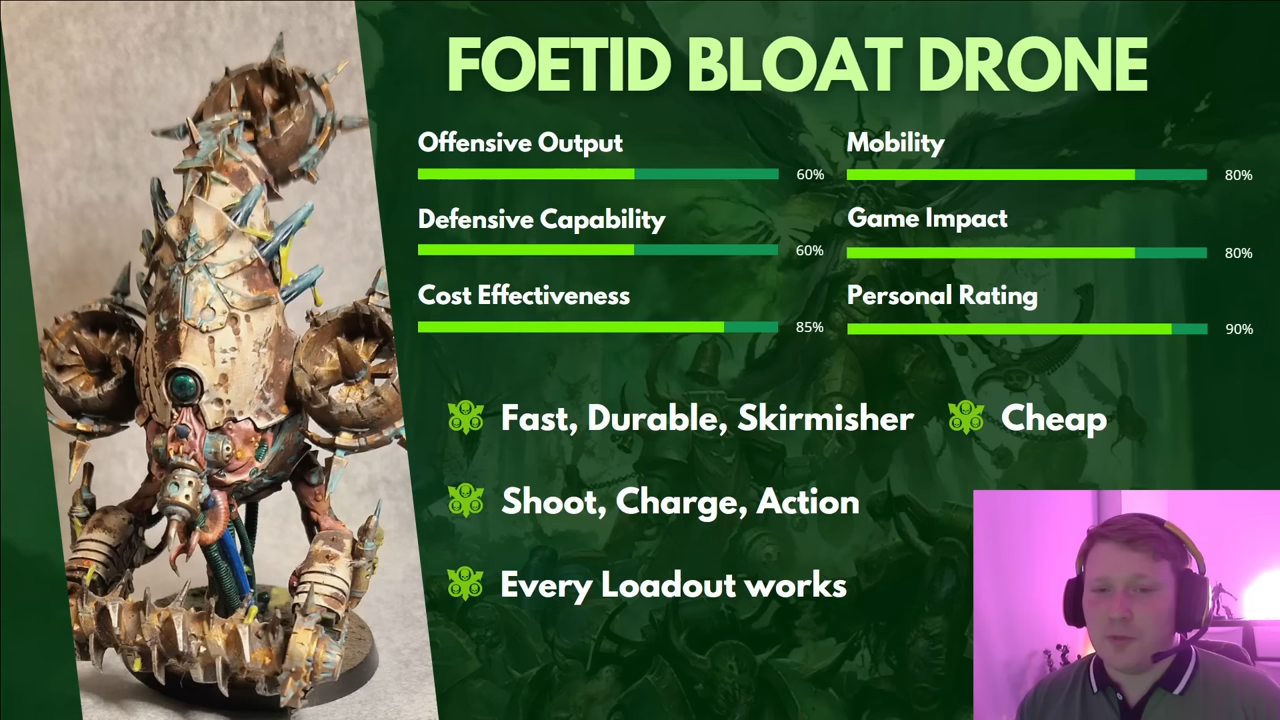 FOETID BLOAT DRONE
Offensive Output
60%
Mobility
80%
Defensive Capability
60%
Game Impact
80%
Cost Effectiveness
85%
Personal Rating
90%
Fast, Durable, Skirmisher
Cheap
Shoot, Charge, Action
Every Loadout works